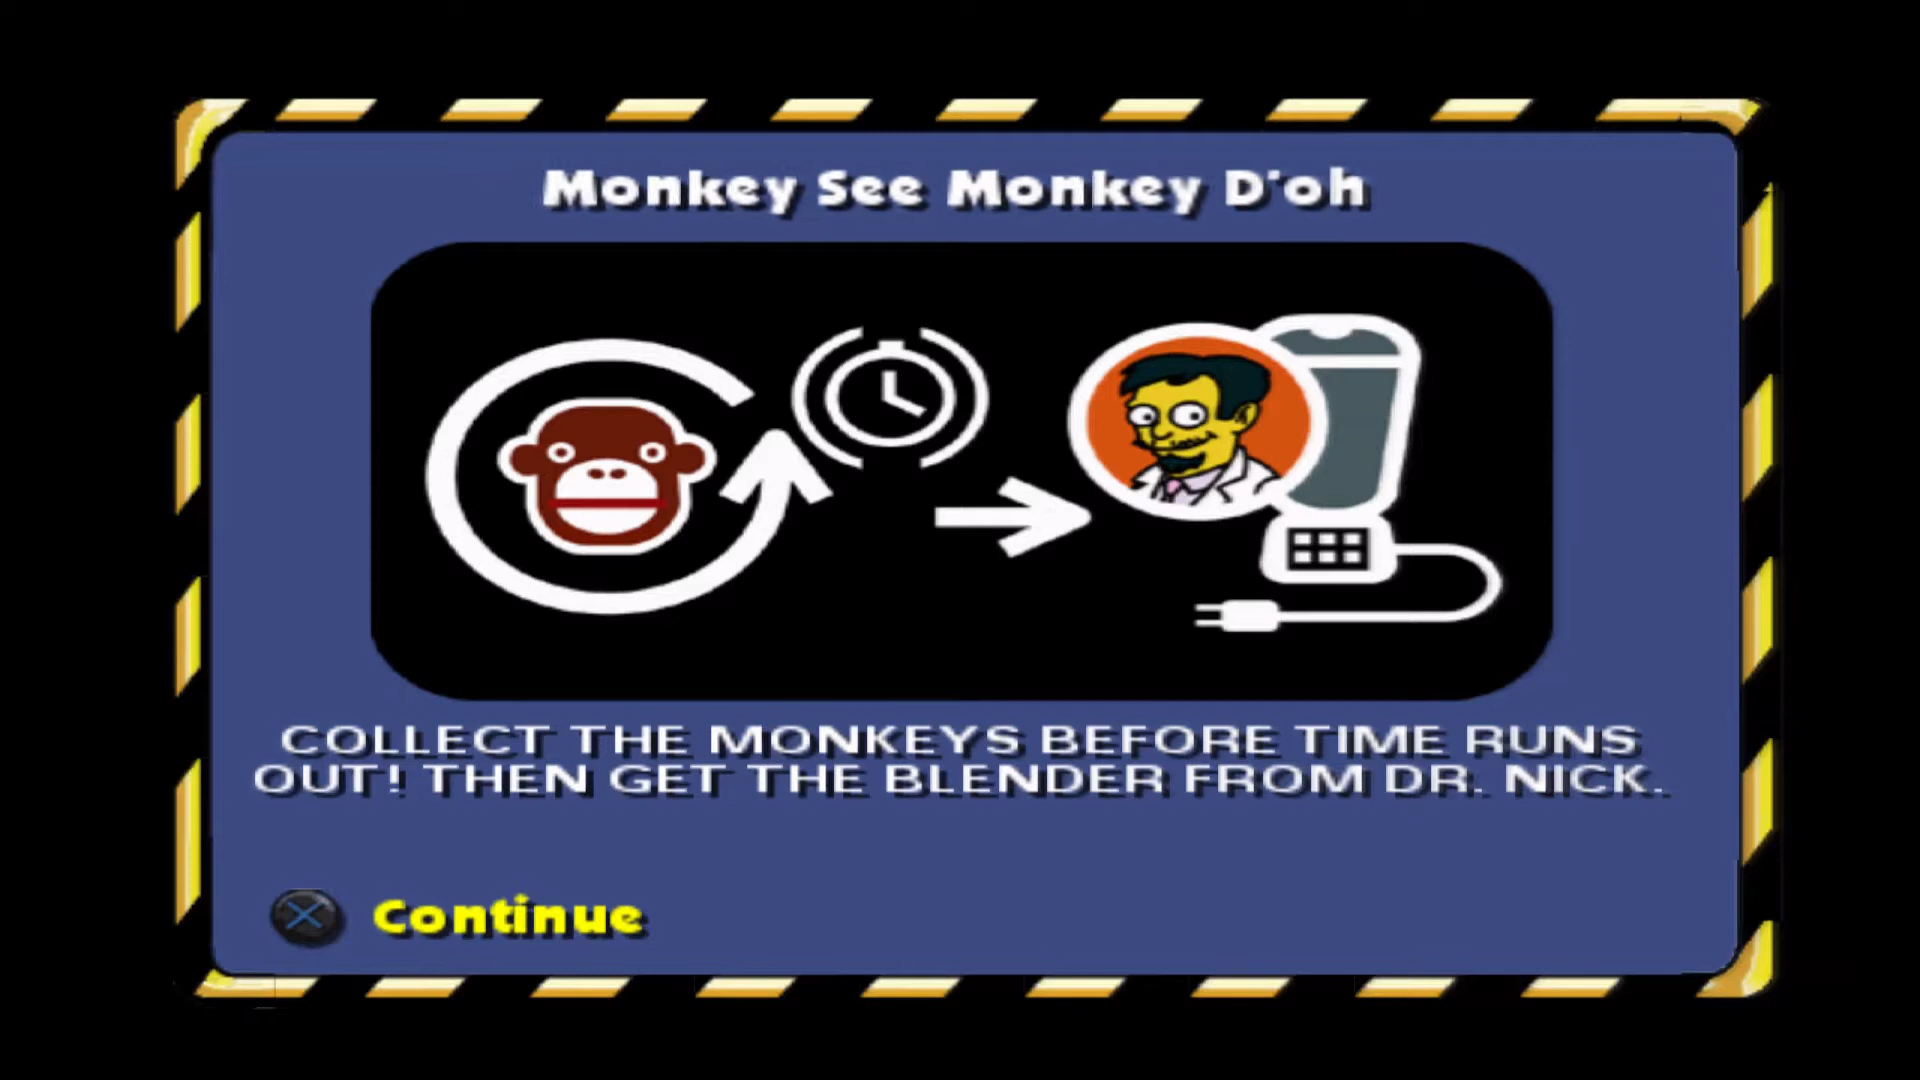 Monkey See Monkey D'oh
COLLECT THE MONKEYS BEFORE TIME RUNS
OUT! THEN GET THE BLENDER FROM DR. NICK.
Continue